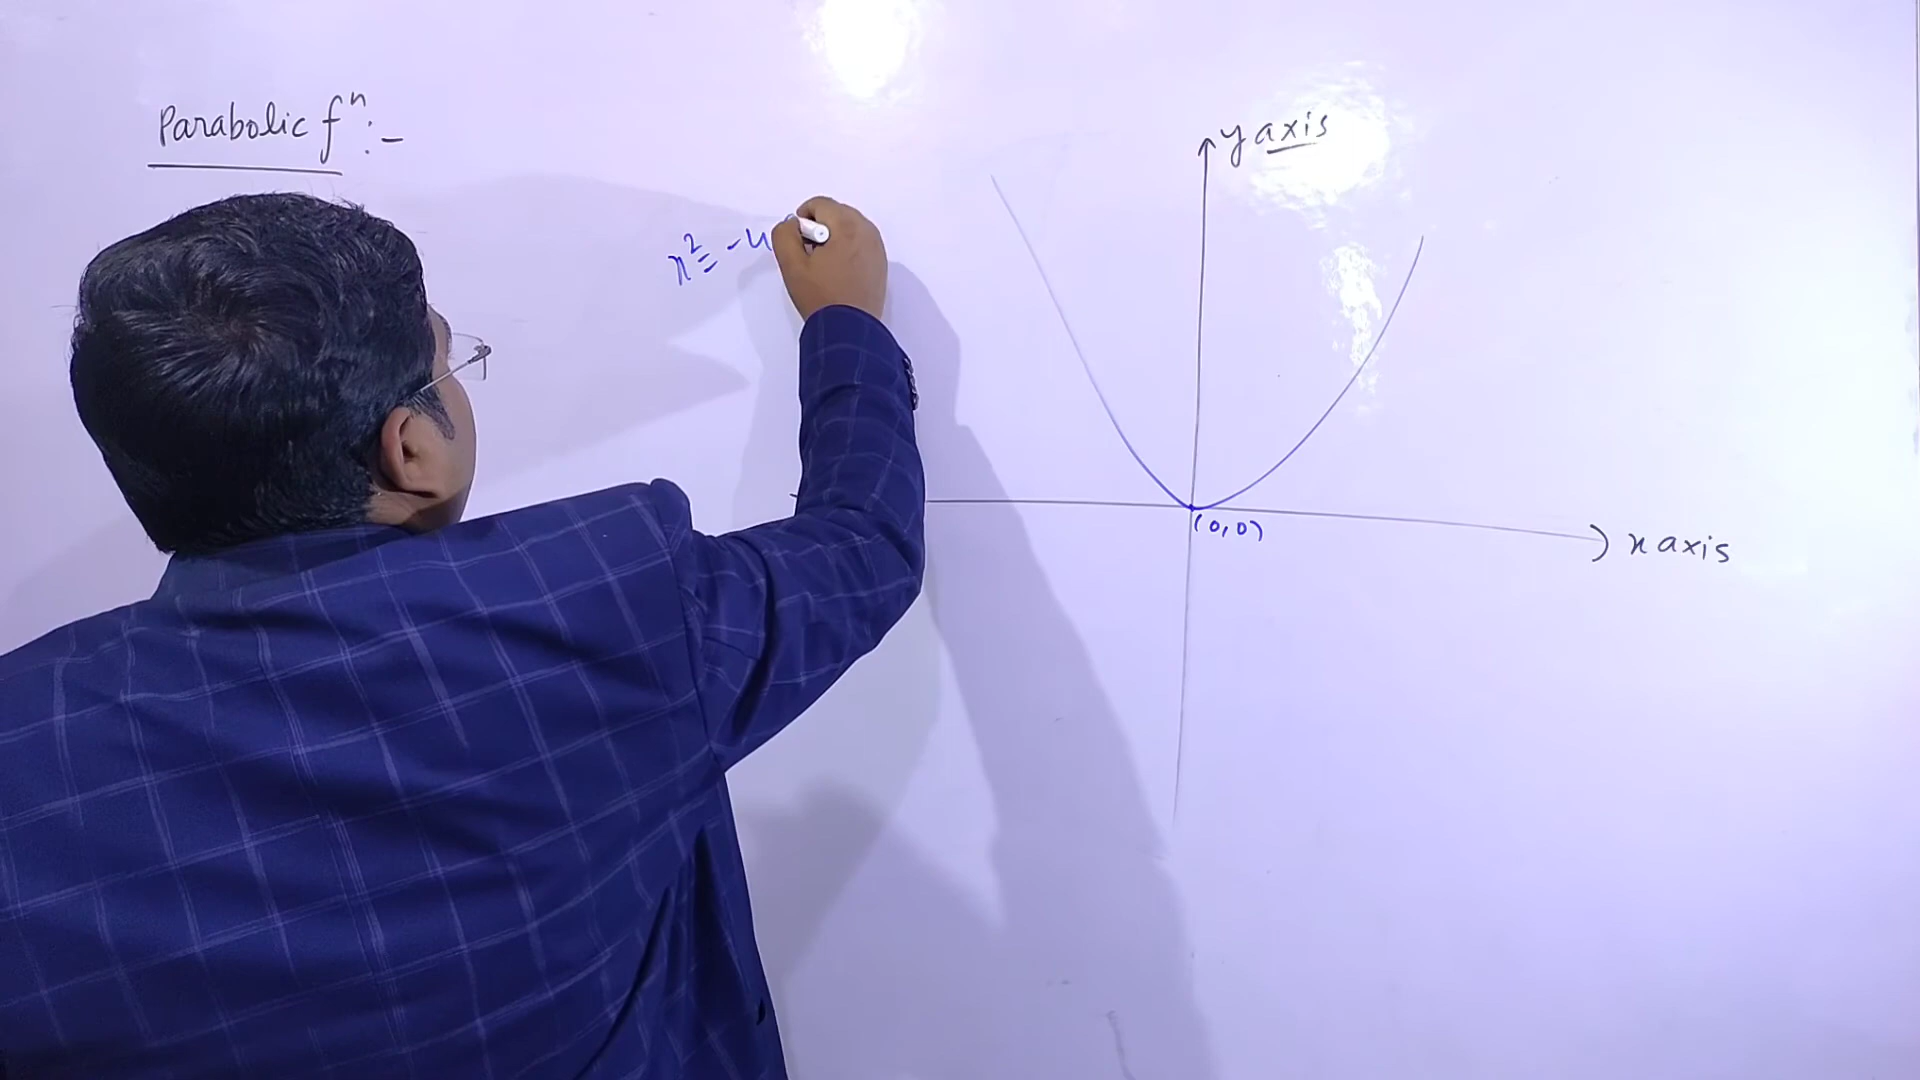 Parabolic fⁿ :-
y axis
x² = -4
(0,0)
x axis